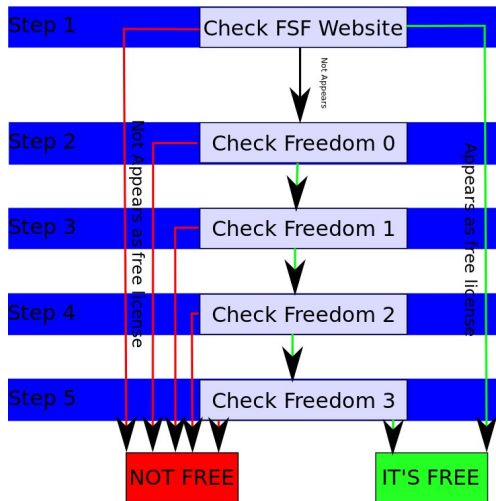 Step 1
Check FSF Website
Not Appears
Step 2
Check Freedom 0
Not Appears as free license
Appears as free license
Step 3
Check Freedom 1
Step 4
Check Freedom 2
Step 5
Check Freedom 3
NOT FREE
IT'S FREE